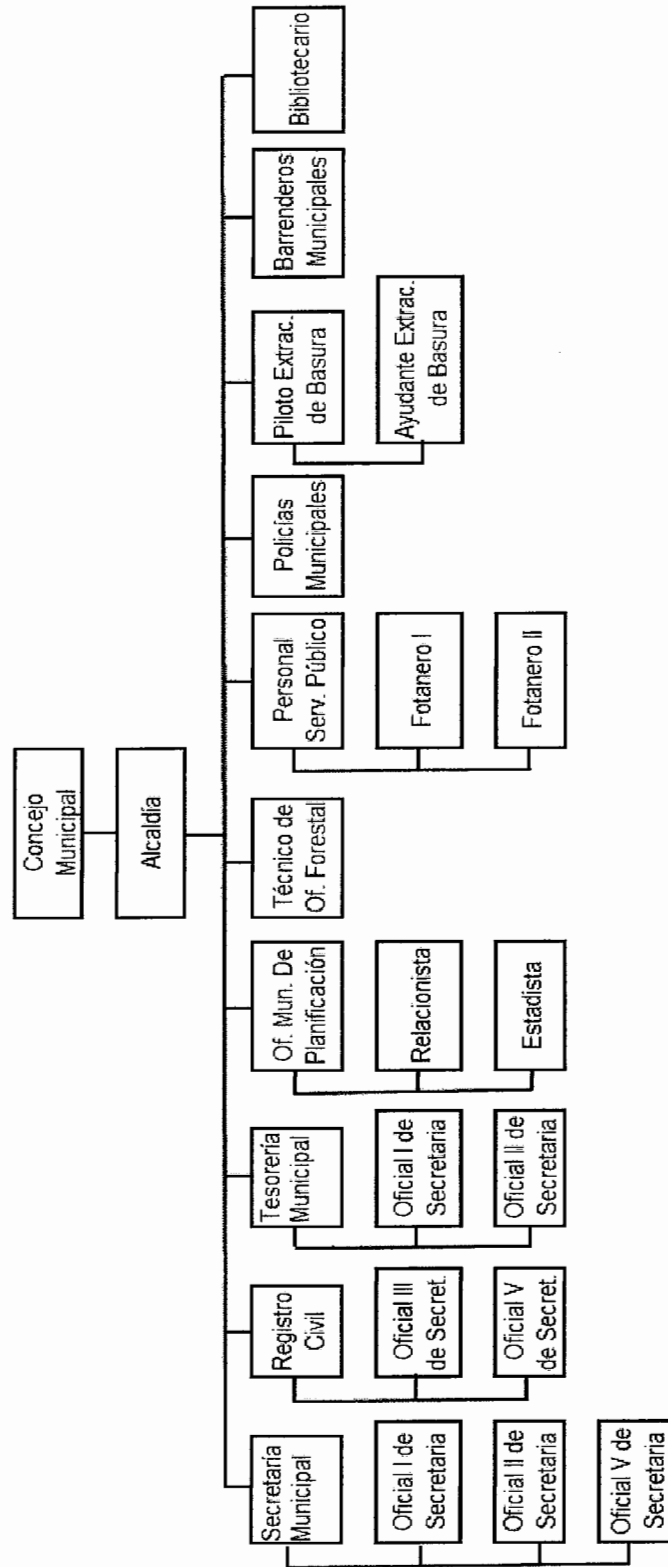 Concejo
Municipal
Alcaldía
Secretaría
Municipal
Oficial I de
Secretaria
Oficial II de
Secretaria
Oficial V de
Secretaria
Registro
Civil
Oficial III
de Secret.
Oficial V
de Secret.
Tesorería
Municipal
Oficial I de
Secretaria
Oficial II de
Secretaria
Of. Mun. De
Planificación
Relacionista
Estadista
Técnico de
Of. Forestal
Personal
Serv. Público
Fotanero I
Fotanero II
Policías
Municipales
Piloto Extrac.
de Basura
Ayudante Extrac.
de Basura
Barrenderos
Municipales
Bibliotecario